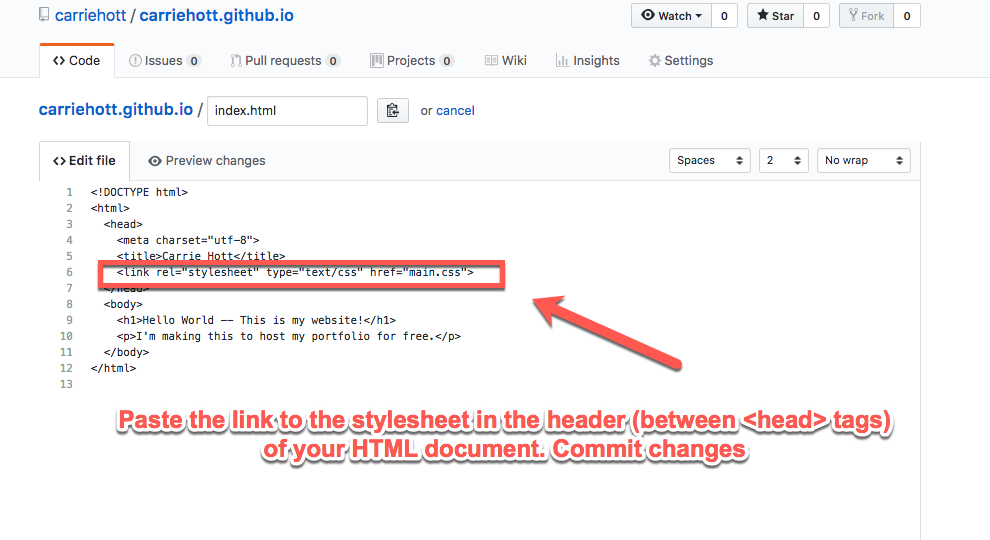 carriehott / carriehott.github.io
Watch 0 Star 0 Fork 0
Code Issues 0 Pull requests 0 Projects 0 Wiki Insights Settings
carriehott.github.io / index.html or cancel
Edit file Preview changes Spaces 2 No wrap
1 <!DOCTYPE html>
2 <html>
3 <head>
4 <meta charset="utf-8">
5 <title>Carrie Hott</title>
6 <link rel="stylesheet" type="text/css" href="main.css">
7 </head>
8 <body>
9 <h1>Hello World -- This is my website!</h1>
10 <p>I'm making this to host my portfolio for free.</p>
11 </body>
12 </html>
13
Paste the link to the stylesheet in the header (between <head> tags)
of your HTML document. Commit changes